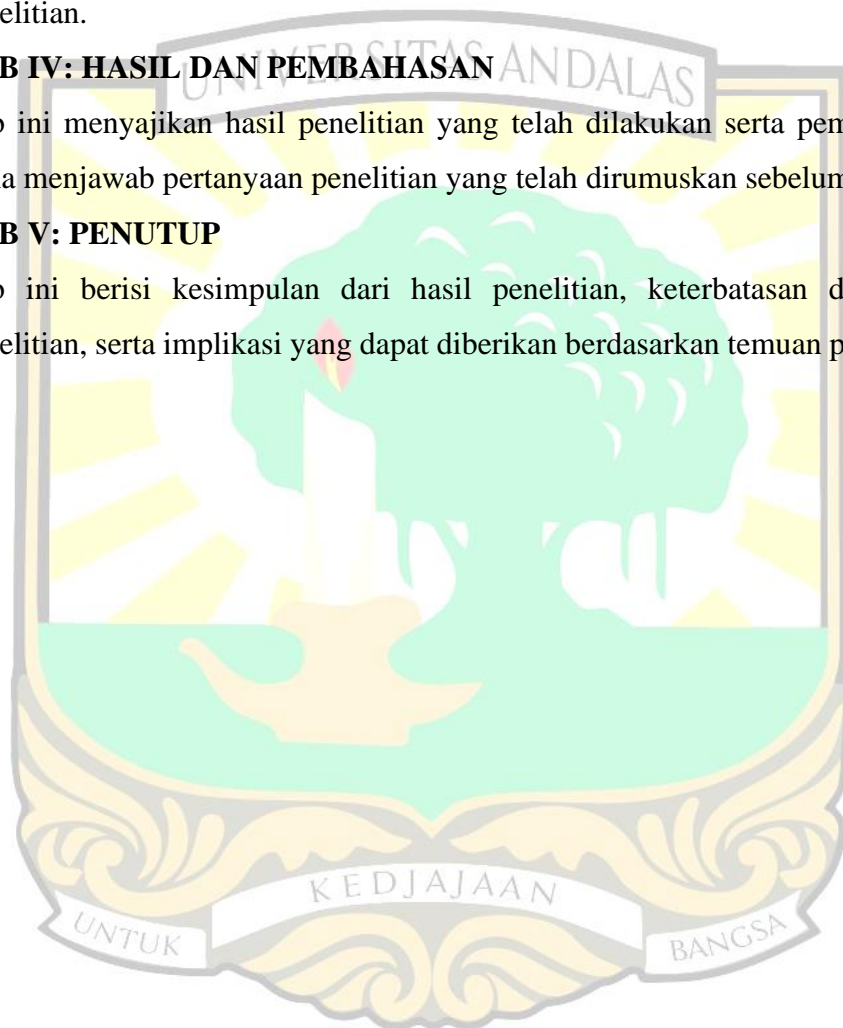 elitian.
B IV: HASIL DAN PEMBAHASAN
ini menyajikan hasil penelitian yang telah dilakukan serta pem
a menjawab pertanyaan penelitian yang telah dirumuskan sebelum
B V: PENUTUP
ini berisi kesimpulan dari hasil penelitian, keterbatasan d
elitian, serta implikasi yang dapat diberikan berdasarkan temuan p
UNIVERSITAS ANDALAS
UNTUK KEDJAJAAN BANGSA